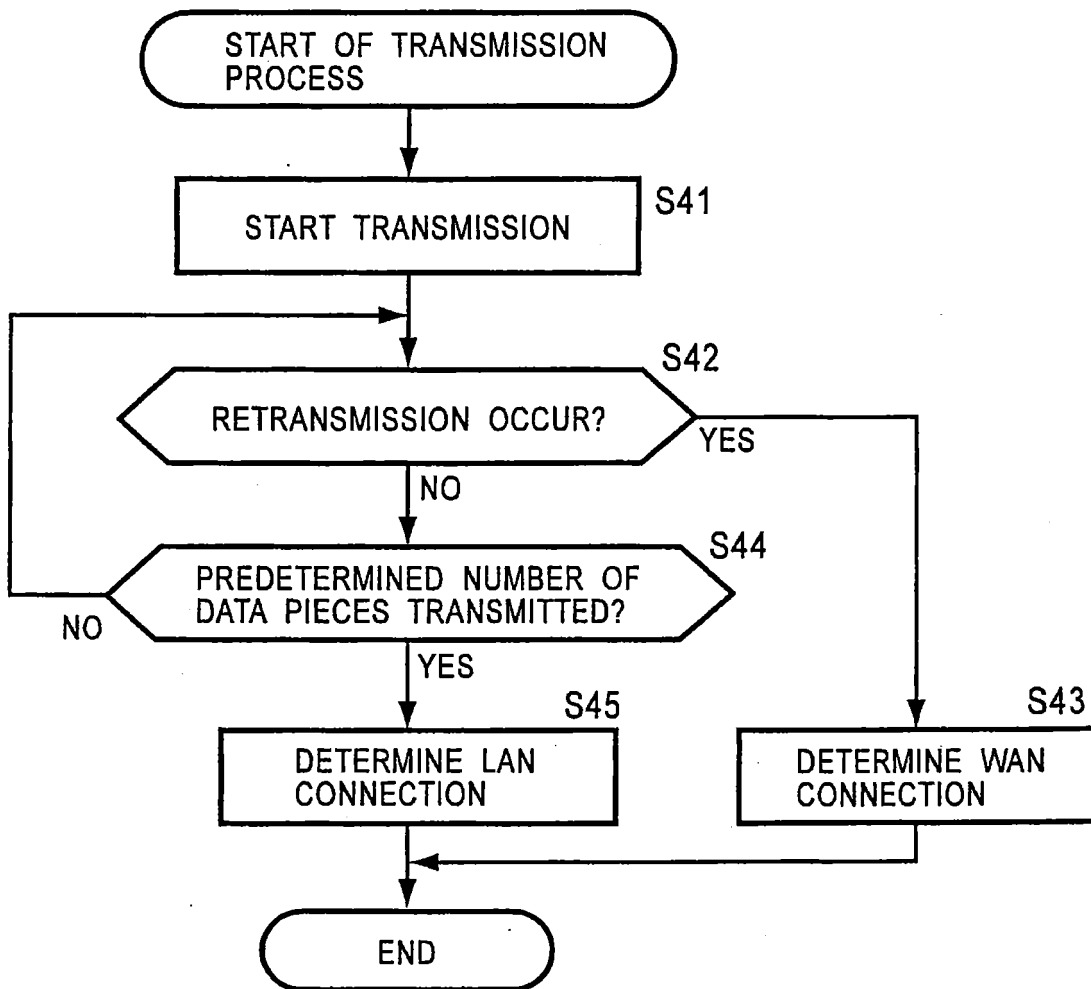 START OF TRANSMISSION
PROCESS
START TRANSMISSION
S41
S42
RETRANSMISSION OCCUR?
YES
NO
S44
PREDETERMINED NUMBER OF
DATA PIECES TRANSMITTED?
NO
YES
S45
DETERMINE LAN
CONNECTION
S43
DETERMINE WAN
CONNECTION
END